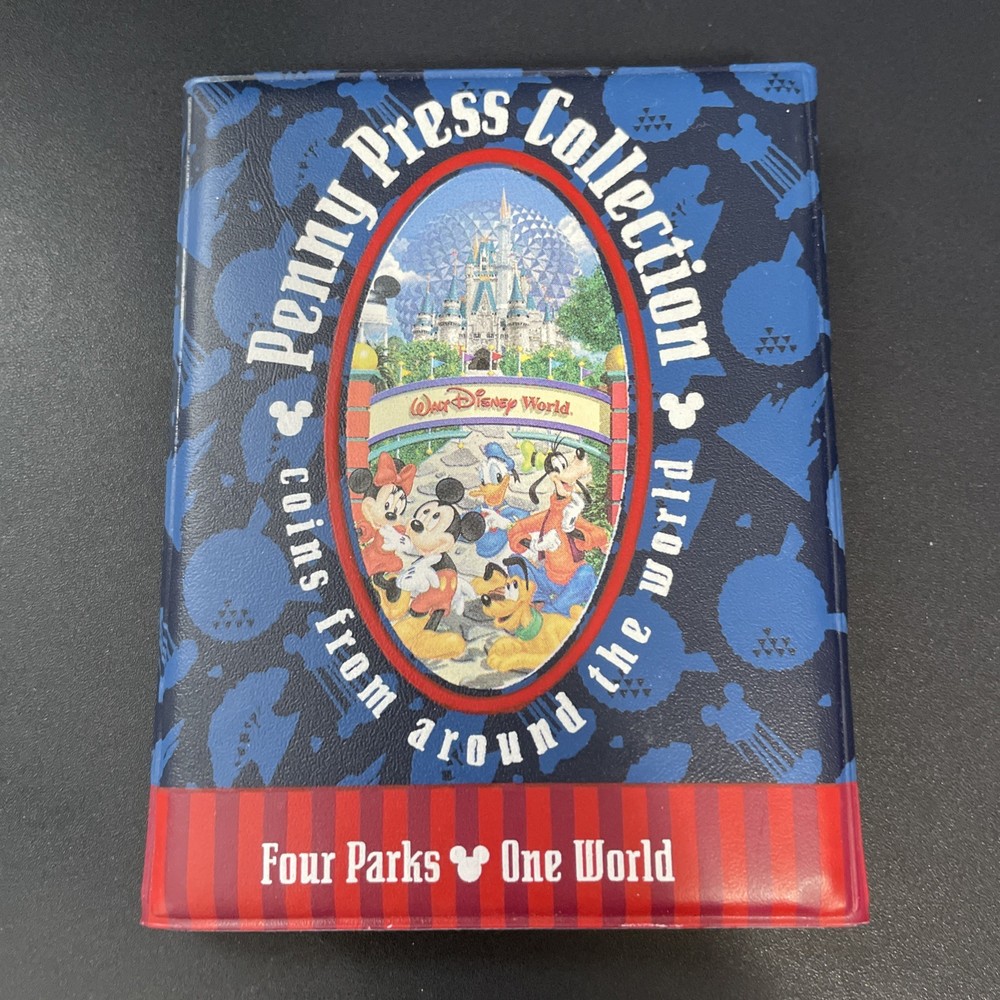 Penny Press Collection
Walt Disney World
coins from around the world
Four Parks One World